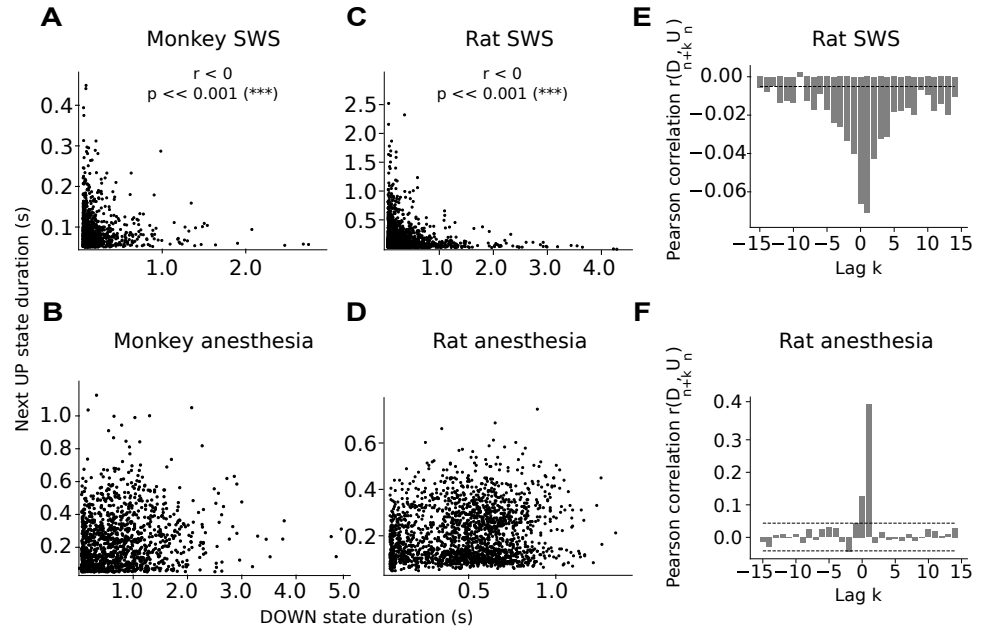 A
Monkey SWS
r < 0
p << 0.001 (***)
0.4
0.3
0.2
0.1
1.0
2.0
C
Rat SWS
r < 0
p << 0.001 (***)
2.5
2.0
1.5
1.0
0.5
1.0
2.0
3.0
4.0
E
Rat SWS
Pearson correlation r(D_{n+k}, U_n)
0.00
−0.02
−0.04
−0.06
−15
−10
−5
0
5
10
15
Lag k
Next UP state duration (s)
B
Monkey anesthesia
1.0
0.8
0.6
0.4
0.2
1.0
2.0
3.0
4.0
5.0
D
Rat anesthesia
0.6
0.4
0.2
0.5
1.0
DOWN state duration (s)
F
Rat anesthesia
Pearson correlation r(D_{n+k}, U_n)
0.4
0.3
0.2
0.1
0.0
−15
−10
−5
0
5
10
15
Lag k